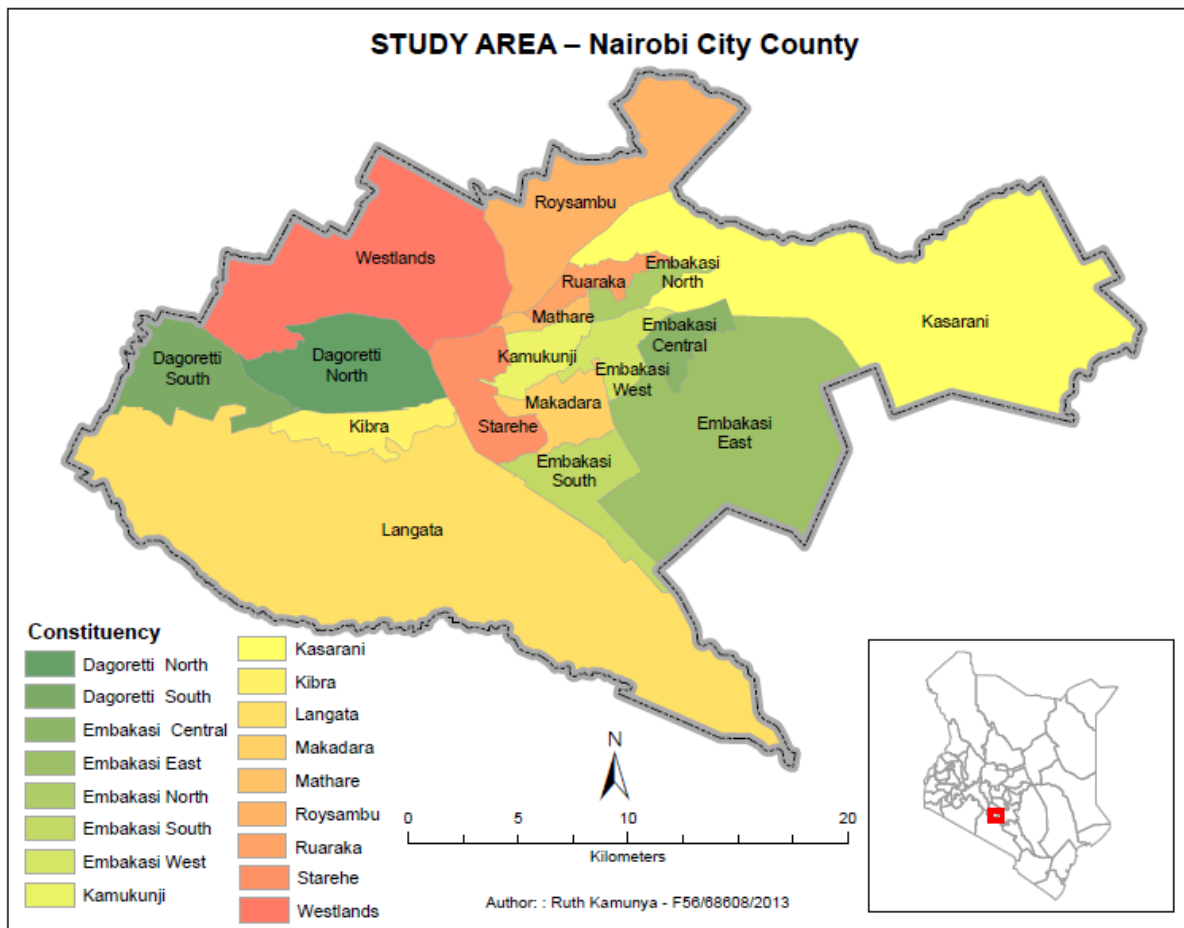 STUDY AREA – Nairobi City County
Roysambu
Westlands
Embakasi
North
Ruaraka
Mathare
Kasarani
Embakasi
Central
Dagoretti
South
Dagoretti
North
Kamukunji
Embakasi
West
Makadara
Kibra
Starehe
Embakasi
East
Embakasi
South
Langata
Constituency
Dagoretti North
Dagoretti South
Embakasi Central
Embakasi East
Embakasi North
Embakasi South
Embakasi West
Kamukunji
Kasarani
Kibra
Langata
Makadara
Mathare
Roysambu
Ruaraka
Starehe
Westlands
N
0 5 10 20
Kilometers
Author: : Ruth Kamunya - F56/68608/2013